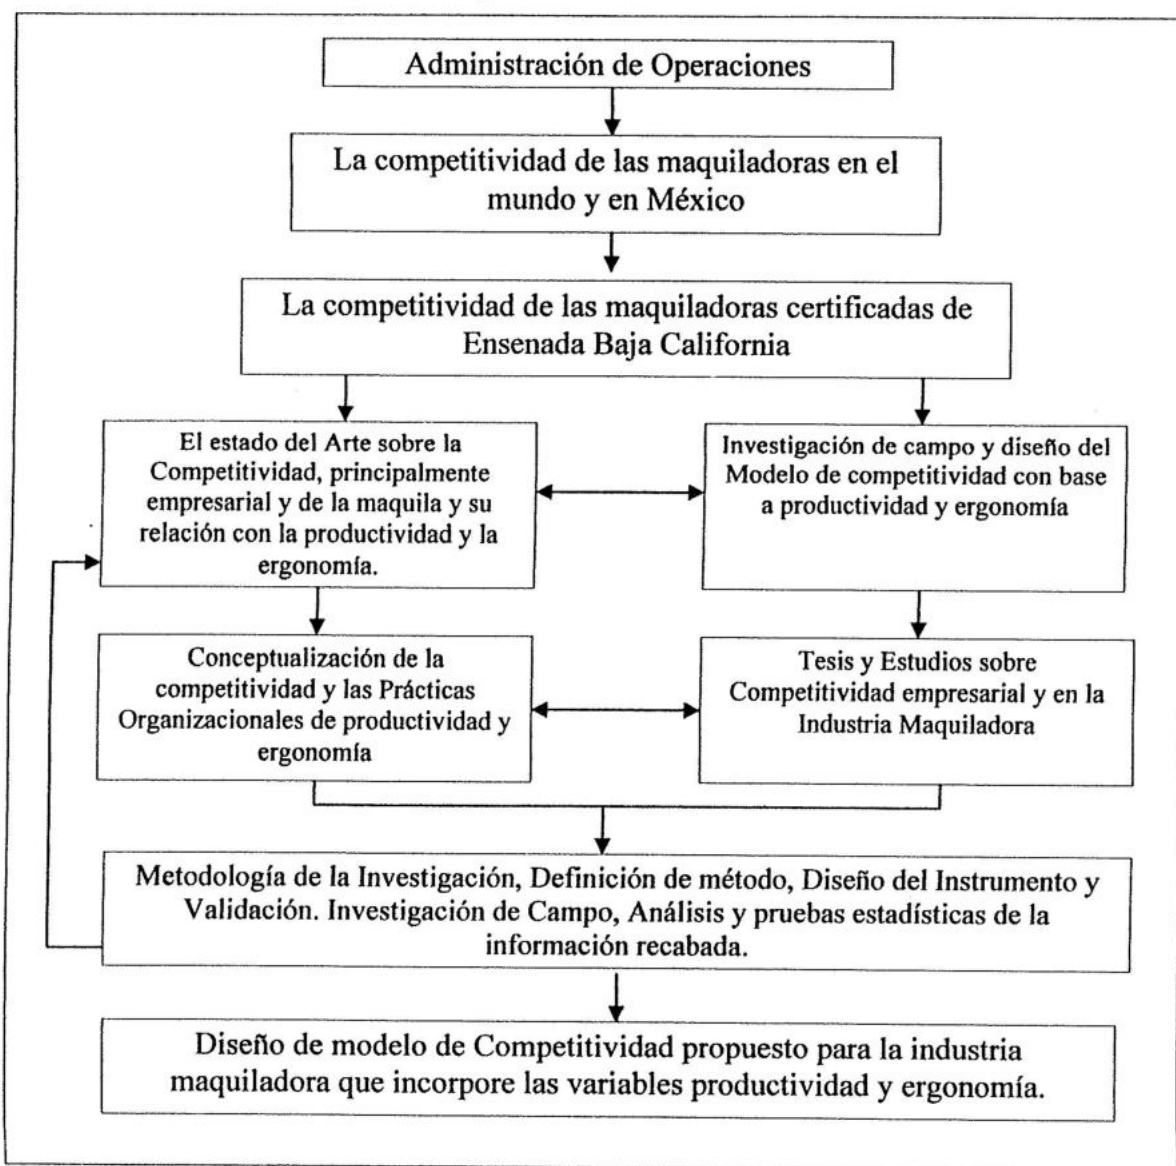 Administración de Operaciones
La competitividad de las maquiladoras en el
mundo y en México
La competitividad de las maquiladoras certificadas de
Ensenada Baja California
El estado del Arte sobre la
Competitividad, principalmente
empresarial y de la maquila y su
relación con la productividad y la
ergonomía.
Investigación de campo y diseño del
Modelo de competitividad con base
a productividad y ergonomía
Conceptualización de la
competitividad y las Prácticas
Organizacionales de productividad y
ergonomía
Tesis y Estudios sobre
Competitividad empresarial y en la
Industria Maquiladora
Metodología de la Investigación, Definición de método, Diseño del Instrumento y
Validación. Investigación de Campo, Análisis y pruebas estadísticas de la
información recabada.
Diseño de modelo de Competitividad propuesto para la industria
maquiladora que incorpore las variables productividad y ergonomía.